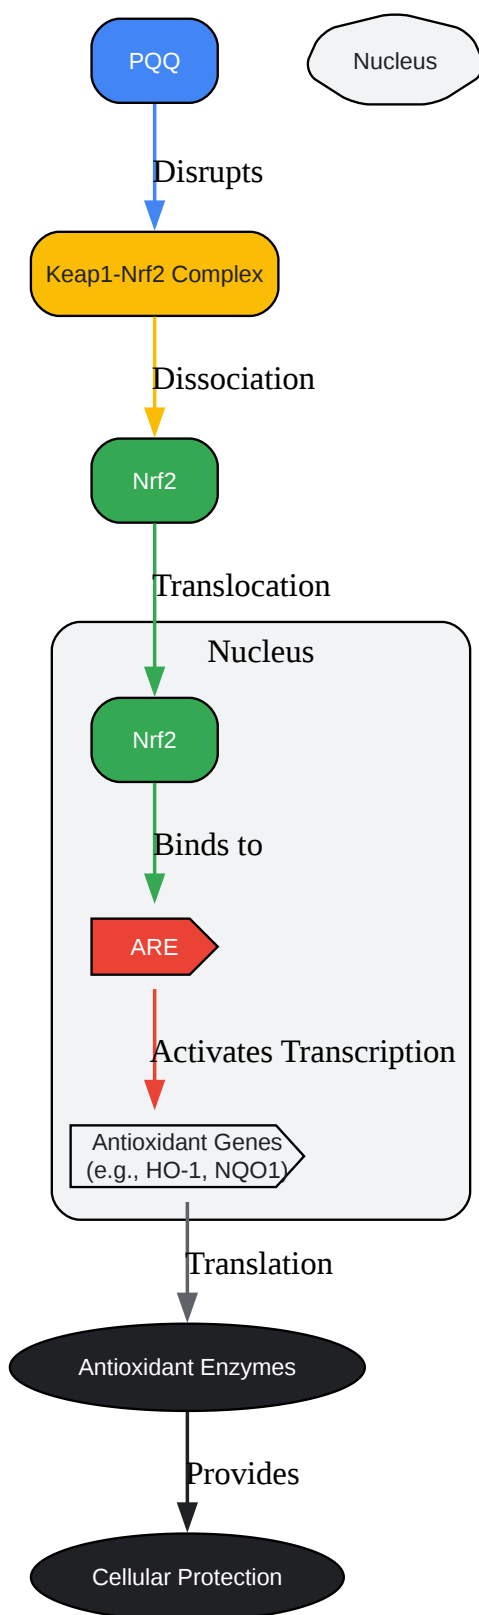 PQQ
Nucleus
Disrupts
Keap1-Nrf2 Complex
Dissociation
Nrf2
Translocation
Nucleus
Nrf2
Binds to
ARE
Activates Transcription
Antioxidant Genes
(e.g., HO-1, NQO1)
Translation
Antioxidant Enzymes
Provides
Cellular Protection